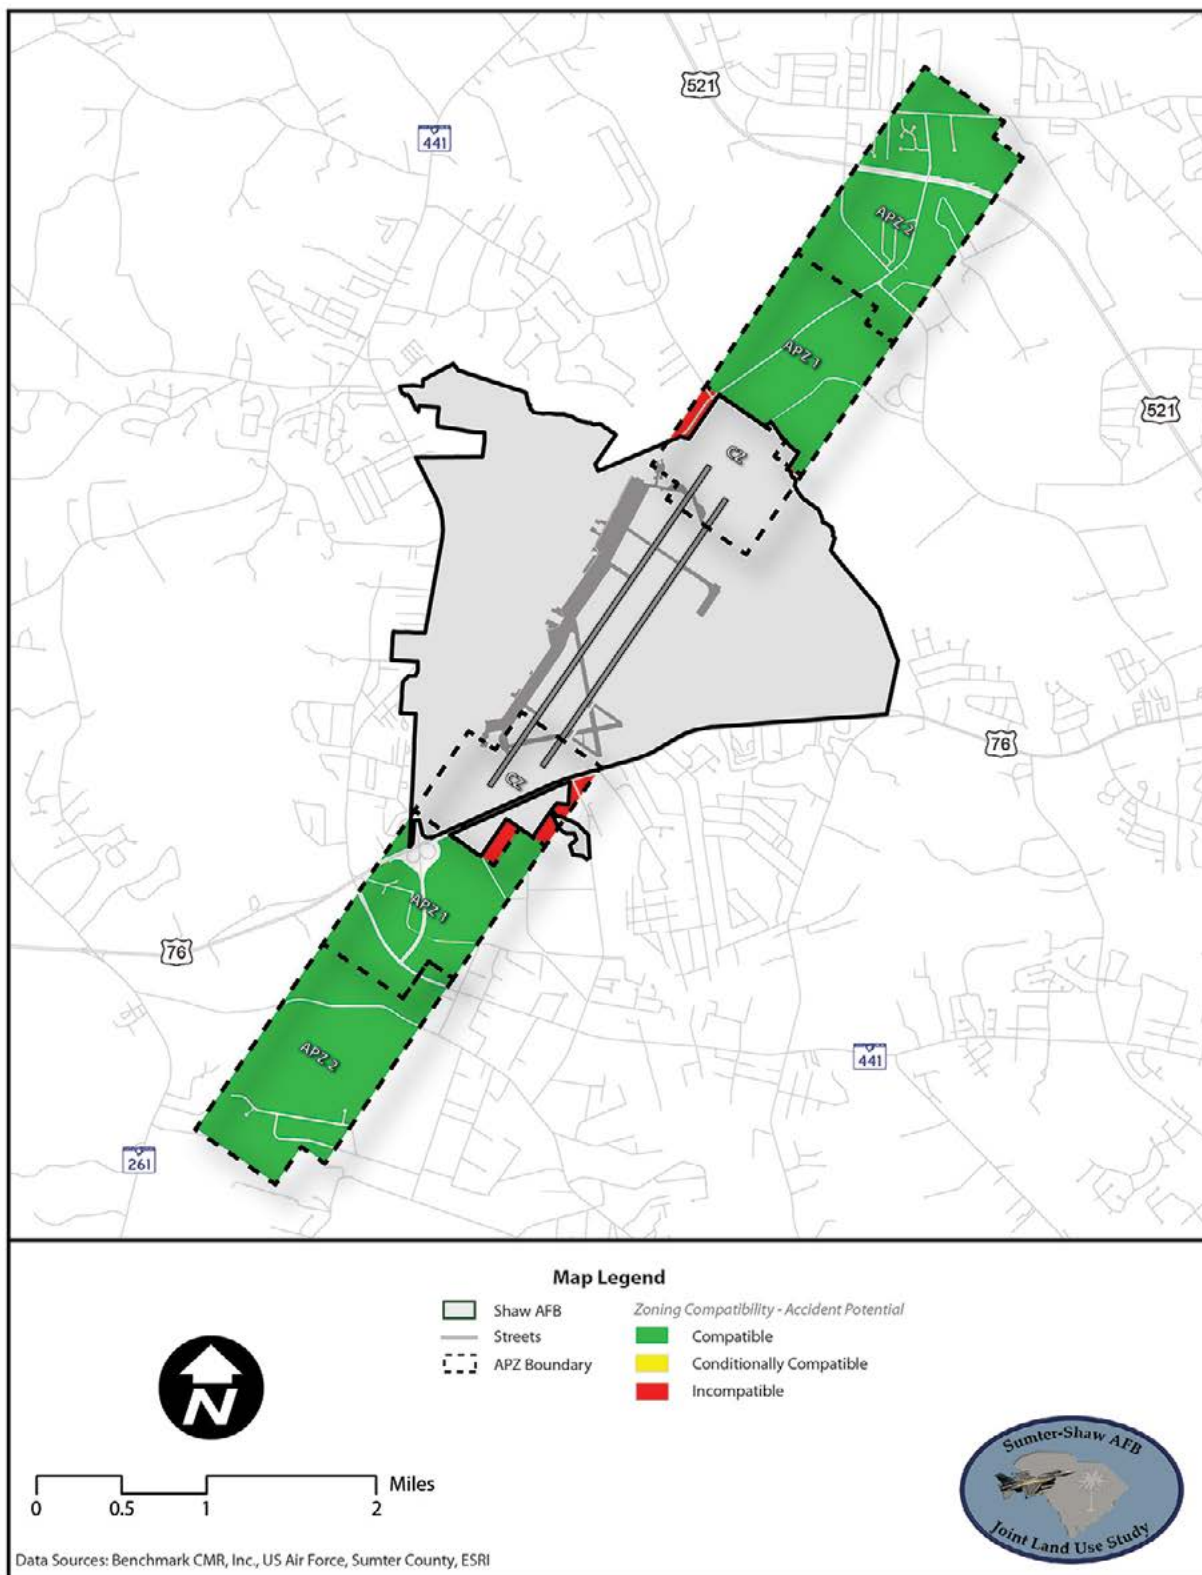 521
441
APZ 2
APZ 1
521
CZ
76
CZ
APZ 1
76
APZ 2
441
261
Map Legend
Shaw AFB
Streets
APZ Boundary
Zoning Compatibility - Accident Potential
Compatible
Conditionally Compatible
Incompatible
N
Miles
0 0.5 1 2
Sumter-Shaw AFB
Joint Land Use Study
Data Sources: Benchmark CMR, Inc., US Air Force, Sumter County, ESRI